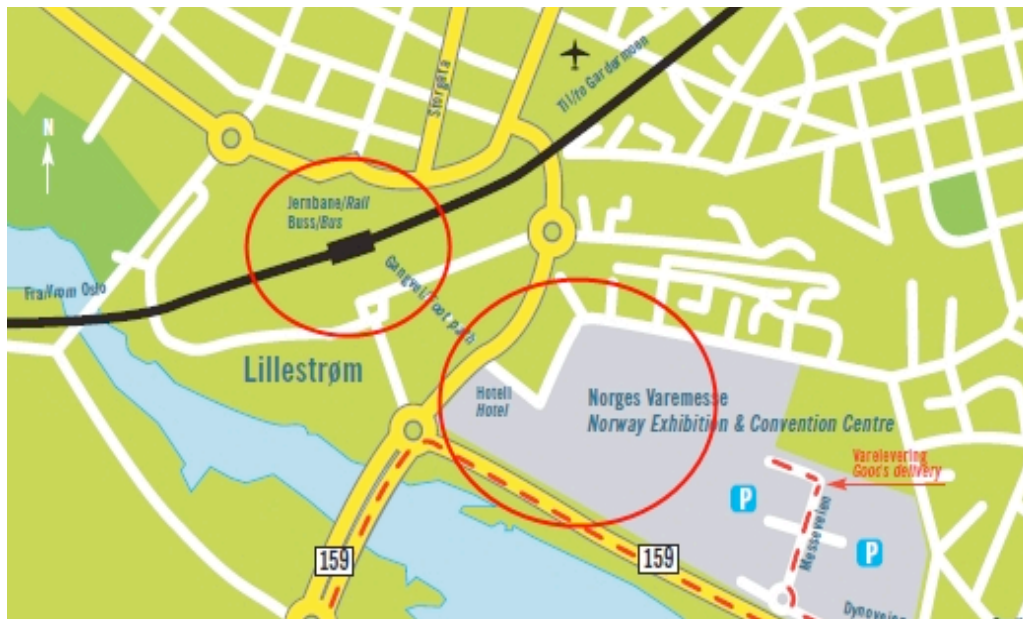 N
Storgata
Til/to Gardermoen
Jernbane/Rail
Buss/Bus
Fra/from Oslo
Gangvei/Foot path
Lillestrøm
Hotell
Hotel
Norges Varemesse
Norway Exhibition & Convention Centre
Varelevering
Goods delivery
P
P
Messeveien
159
159
Dynoveien